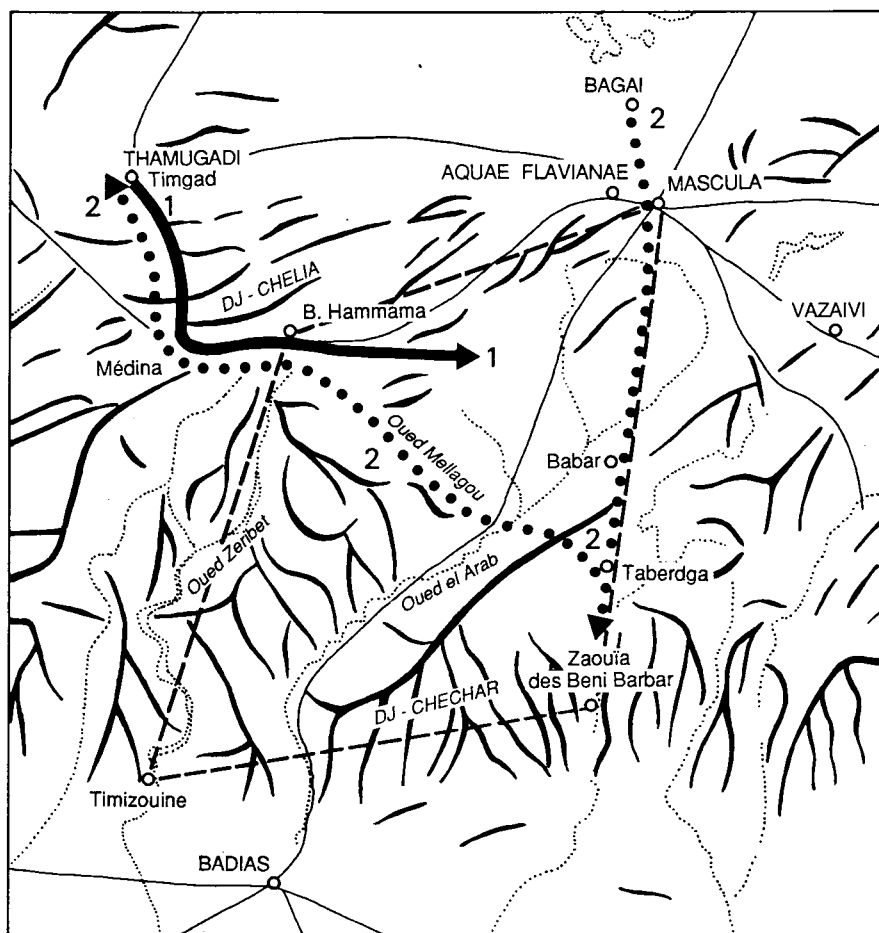 BAGAI
2
THAMUGADI
Timgad
AQUAE FLAVIANAE
MASCULA
2
1
DJ - CHELIA
B. Hammama
VAZAIVI
1
Médina
Oued Mellagou
2
Babar
Oued Zeribet
2
Oued el Arab
Taberdga
Zaouïa
des Beni Barbar
DJ - CHECHAR
Timizouine
BADIAS